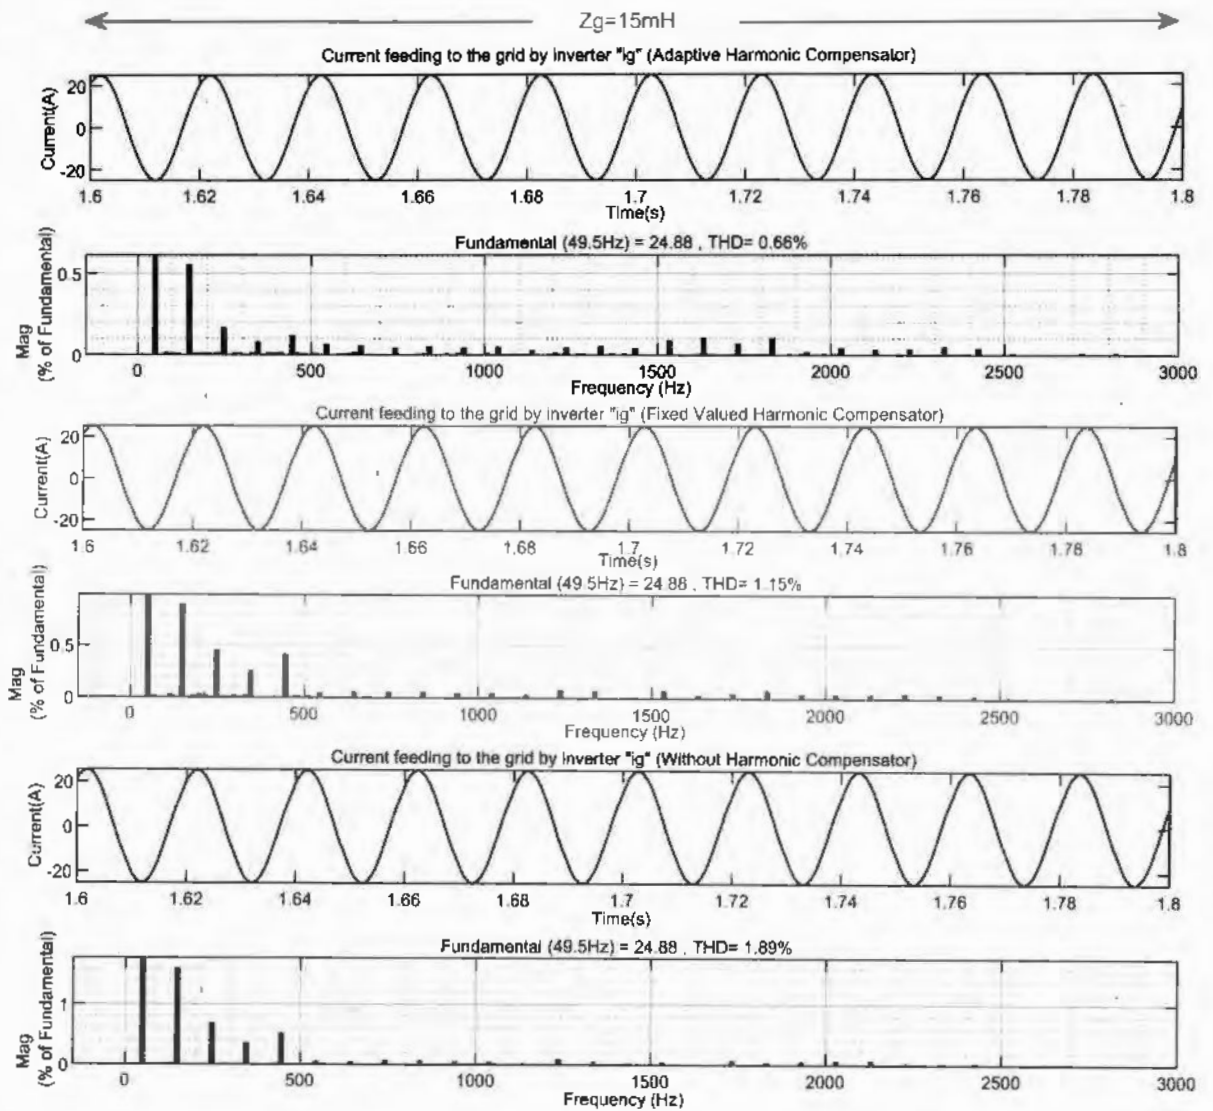 Zg=15mH
Current feeding to the grid by inverter "ig" (Adaptive Harmonic Compensator)
Current(A)
20
0
-20
1.6 1.62 1.64 1.66 1.68 1.7 1.72 1.74 1.76 1.78 1.8
Time(s)
Fundamental (49.5Hz) = 24.88 , THD= 0.66%
Mag
(% of Fundamental)
0.5
0
0 500 1000 1500 2000 2500 3000
Frequency (Hz)
Current feeding to the grid by inverter "ig" (Fixed Valued Harmonic Compensator)
Current(A)
20
0
-20
1.6 1.62 1.64 1.66 1.68 1.7 1.72 1.74 1.76 1.78 1.8
Time(s)
Fundamental (49.5Hz) = 24.88 , THD= 1.15%
Mag
(% of Fundamental)
0.5
0
0 500 1000 1500 2000 2500 3000
Frequency (Hz)
Current feeding to the grid by inverter "ig" (Without Harmonic Compensator)
Current(A)
20
0
-20
1.6 1.62 1.64 1.66 1.68 1.7 1.72 1.74 1.76 1.78 1.8
Time(s)
Fundamental (49.5Hz) = 24.88 , THD= 1.89%
Mag
(% of Fundamental)
1
0
0 500 1000 1500 2000 2500 3000
Frequency (Hz)